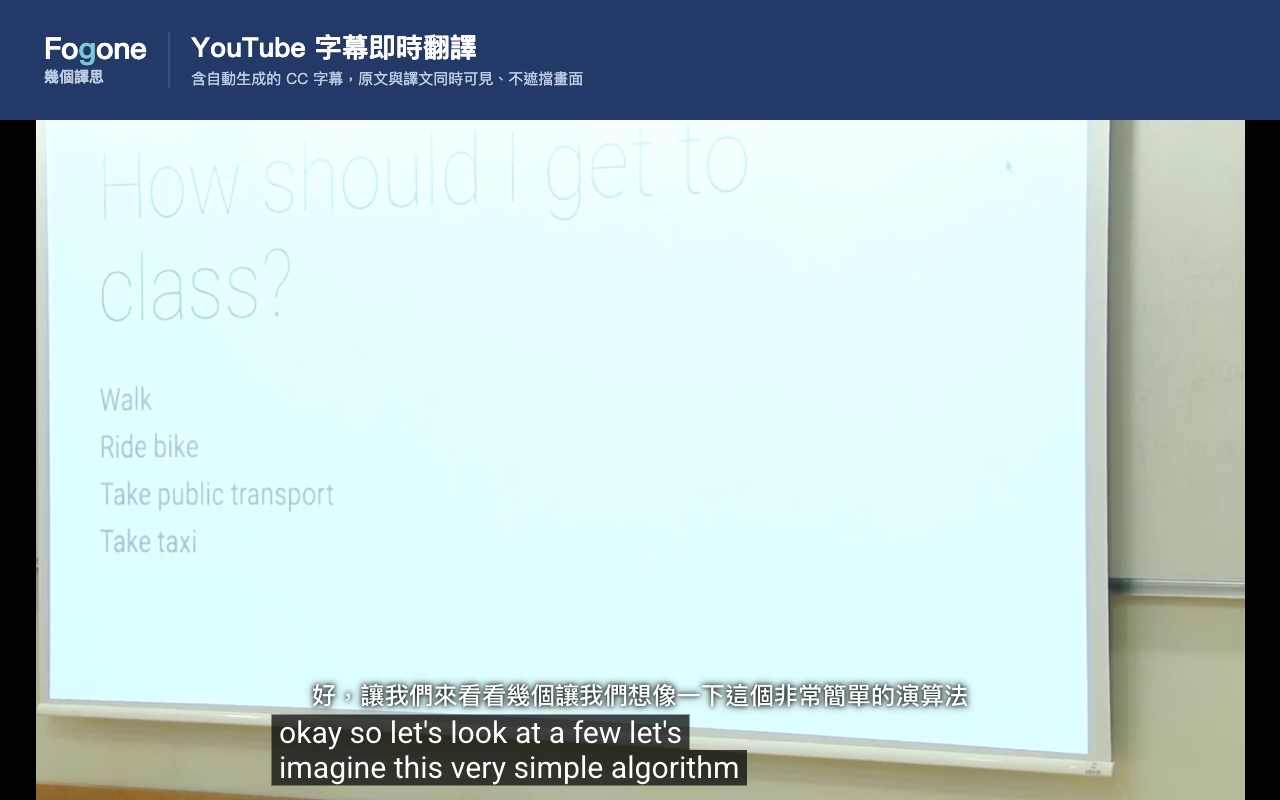 Fogone
幾個譯思
YouTube 字幕即時翻譯
含自動生成的 CC 字幕，原文與譯文同時可見、不遮擋畫面
How should I get to
class?
Walk
Ride bike
Take public transport
Take taxi
好，讓我們來看看幾個讓我們想像一下這個非常簡單的演算法
okay so let's look at a few let's
imagine this very simple algorithm